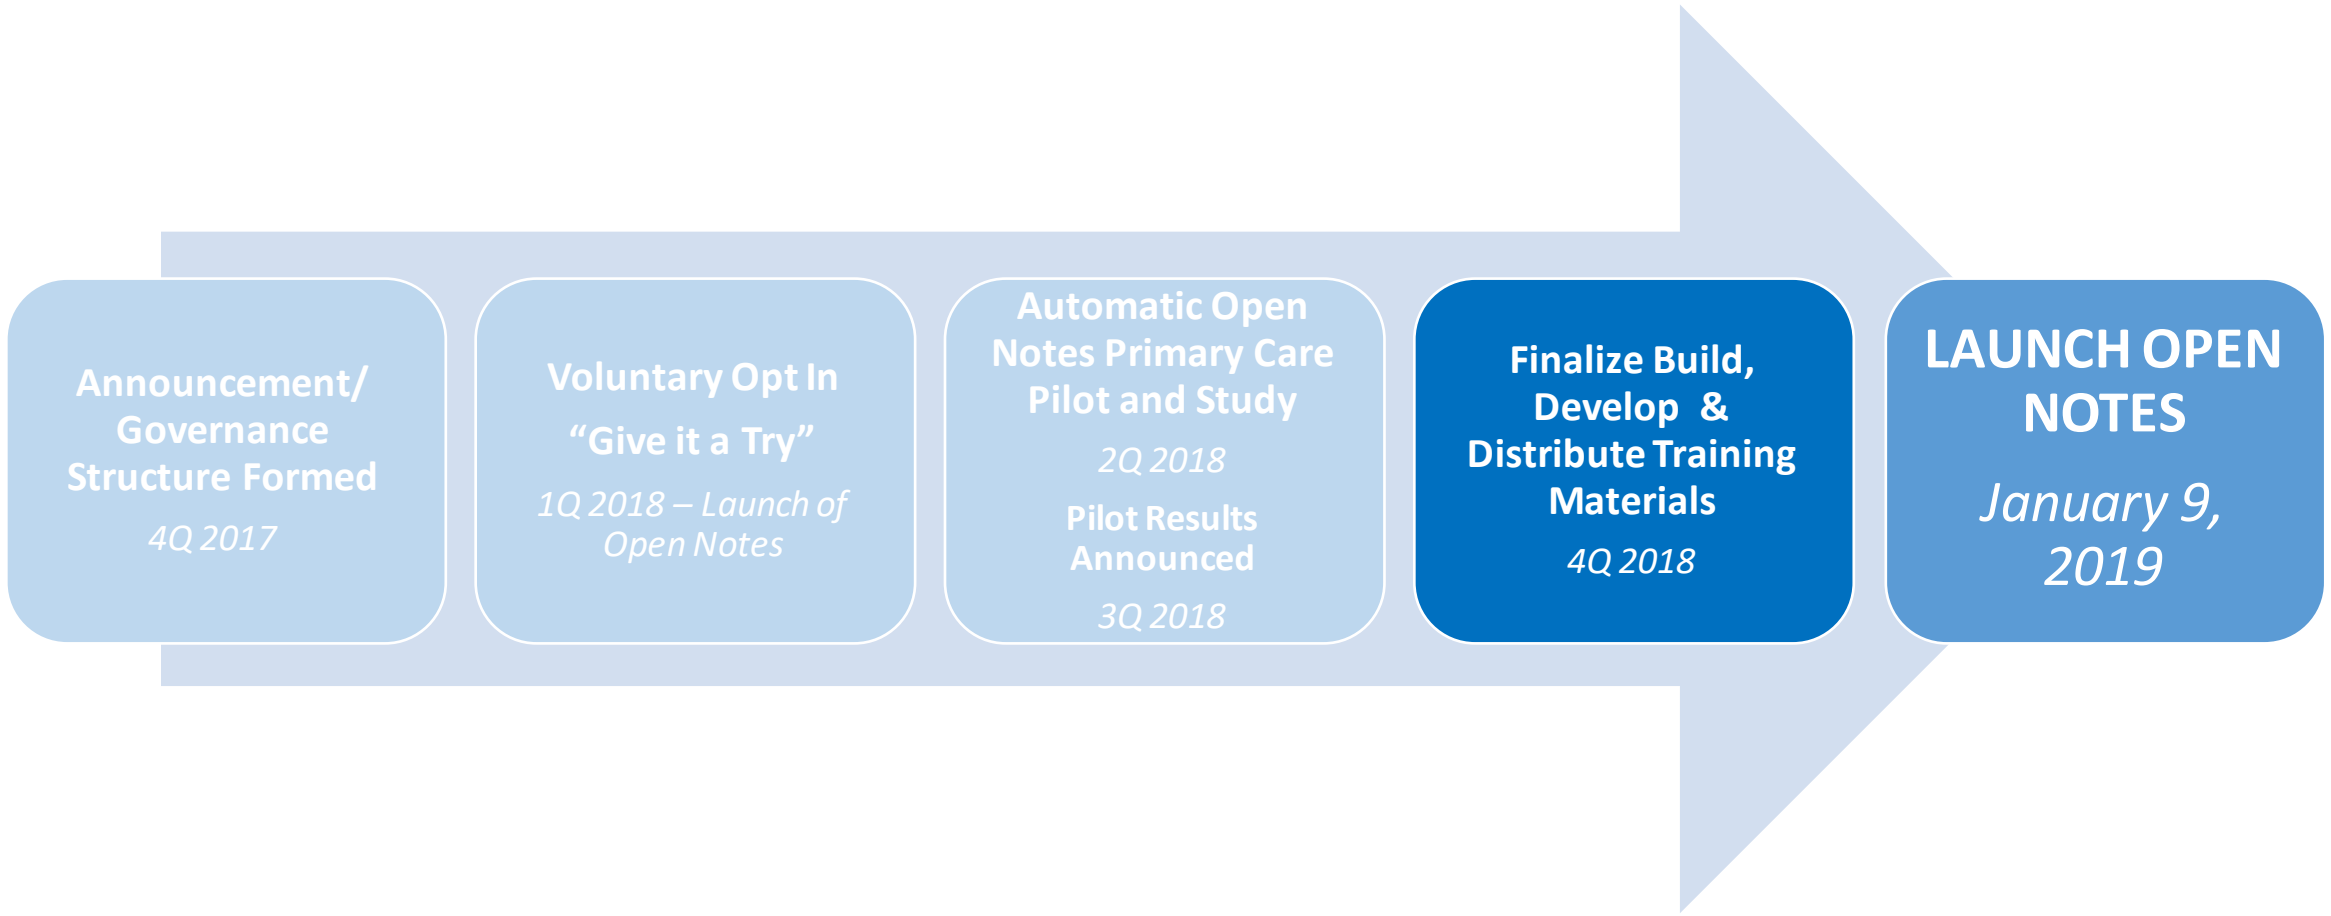 Announcement/
Governance
Structure Formed
4Q 2017
Voluntary Opt In
“Give it a Try”
1Q 2018 – Launch of
Open Notes
Automatic Open
Notes Primary Care
Pilot and Study
2Q 2018
Pilot Results
Announced
3Q 2018
Finalize Build,
Develop & 
Distribute Training
Materials
4Q 2018
LAUNCH OPEN
NOTES
January 9,
2019